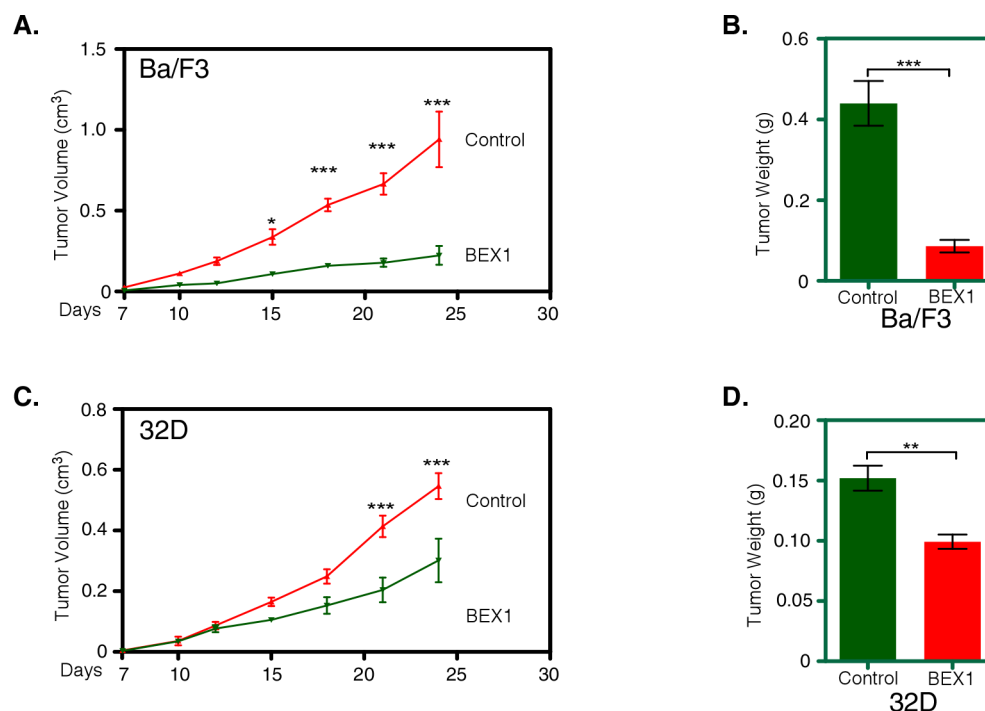 A.
Ba/F3
Tumor Volume (cm³)
1.5
1.0
0.5
0
*
***
***
***
Control
BEX1
Days
7 10 15 20 25 30
B.
Tumor Weight (g)
0.6
0.4
0.2
0
***
Control BEX1
Ba/F3
C.
32D
Tumor Volume (cm³)
0.8
0.6
0.4
0.2
0
***
***
Control
BEX1
Days
7 10 15 20 25 30
D.
Tumor Weight (g)
0.20
0.15
0.10
0.05
0
**
Control BEX1
32D